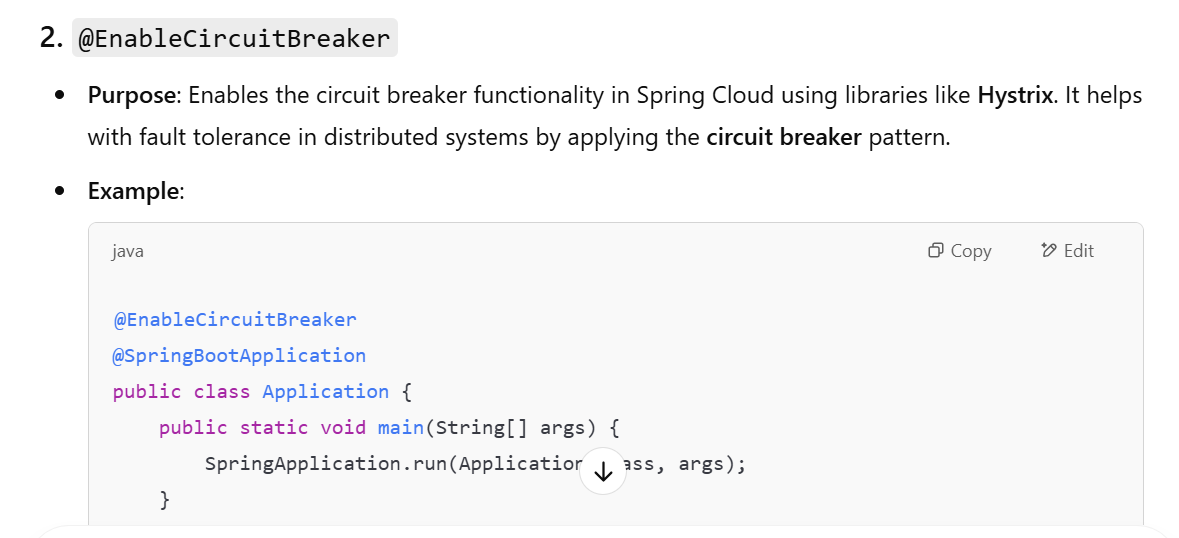 2. @EnableCircuitBreaker
• Purpose: Enables the circuit breaker functionality in Spring Cloud using libraries like Hystrix. It helps
with fault tolerance in distributed systems by applying the circuit breaker pattern.
• Example:
java Copy Edit
@EnableCircuitBreaker
@SpringBootApplication
public class Application {
    public static void main(String[] args) {
        SpringApplication.run(Application ass, args);
    }